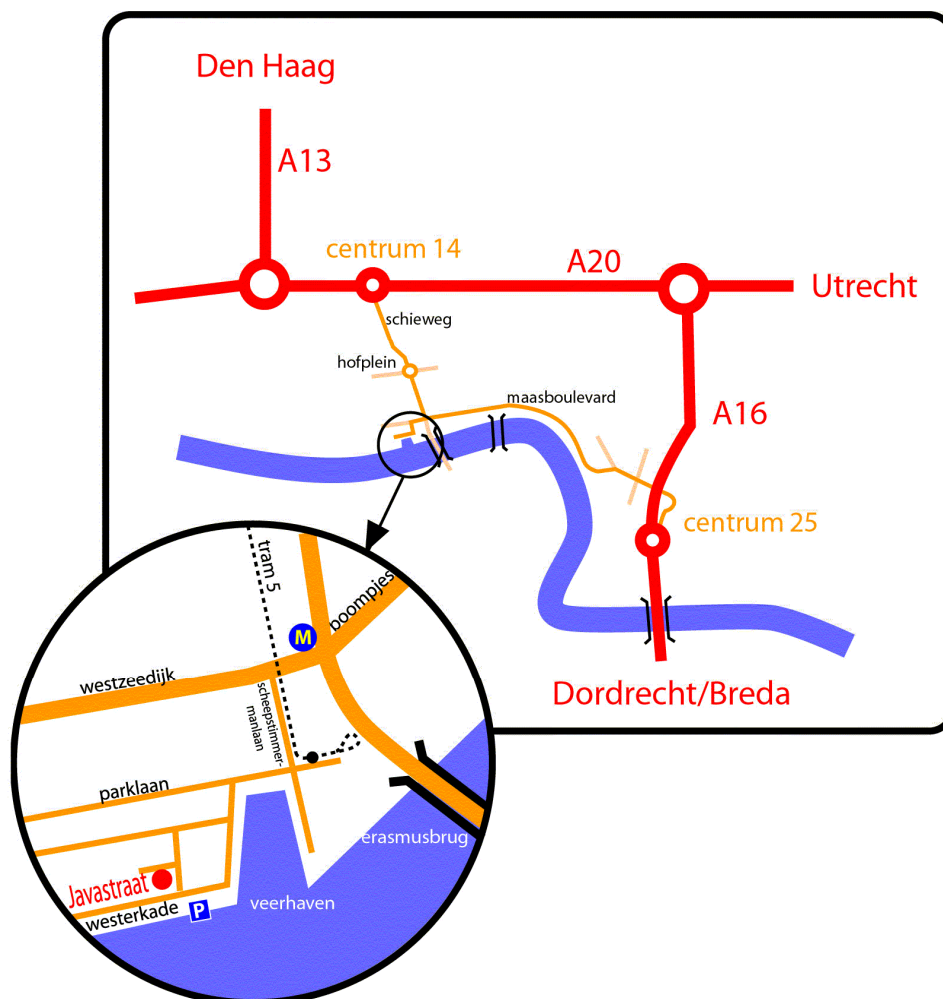 Den Haag
A13
centrum 14
A20
Utrecht
schieweg
hofplein
maasboulevard
A16
centrum 25
Dordrecht/Breda
tram 5
boompjes
M
westzeedijk
scheepstimmer-
manlaan
parklaan
erasmusbrug
Javastraat
veerhaven
westerkade
P